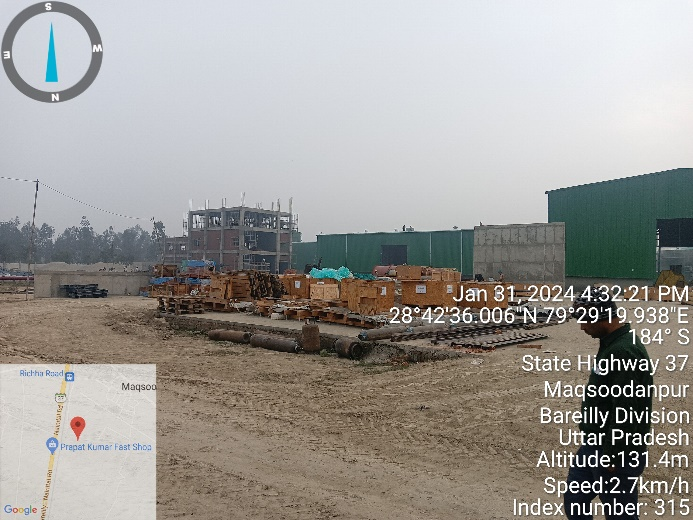 S
E
W
N
Jan 31, 2024 4:32:21 PM
28°42'36.006"N 79°29'19.938"E
184° S
State Highway 37
Maqsoodanpur
Bareilly Division
Uttar Pradesh
Altitude:131.4m
Speed:2.7km/h
Index number: 315
Richha Road
Maqsoo
Prapat Kumar Fast Shop
Google